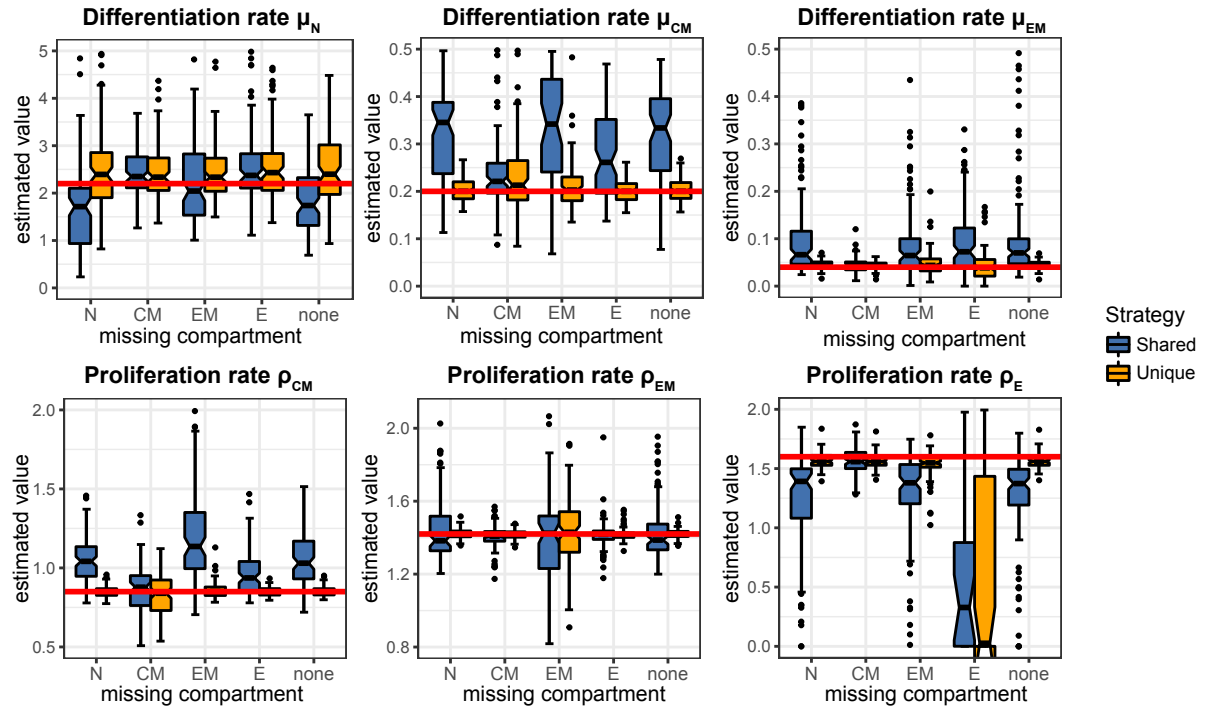 Differentiation rate μN
Differentiation rate μCM
Differentiation rate μEM
estimated value
5
4
3
2
1
0
N CM EM E none
missing compartment
estimated value
0.5
0.4
0.3
0.2
0.1
0.0
N CM EM E none
missing compartment
estimated value
0.5
0.4
0.3
0.2
0.1
0.0
N CM EM E none
missing compartment
Strategy
Shared
Unique
Proliferation rate ρCM
Proliferation rate ρEM
Proliferation rate ρE
estimated value
2.0
1.5
1.0
0.5
N CM EM E none
missing compartment
estimated value
2.0
1.6
1.2
0.8
N CM EM E none
missing compartment
estimated value
2.0
1.5
1.0
0.5
0.0
N CM EM E none
missing compartment